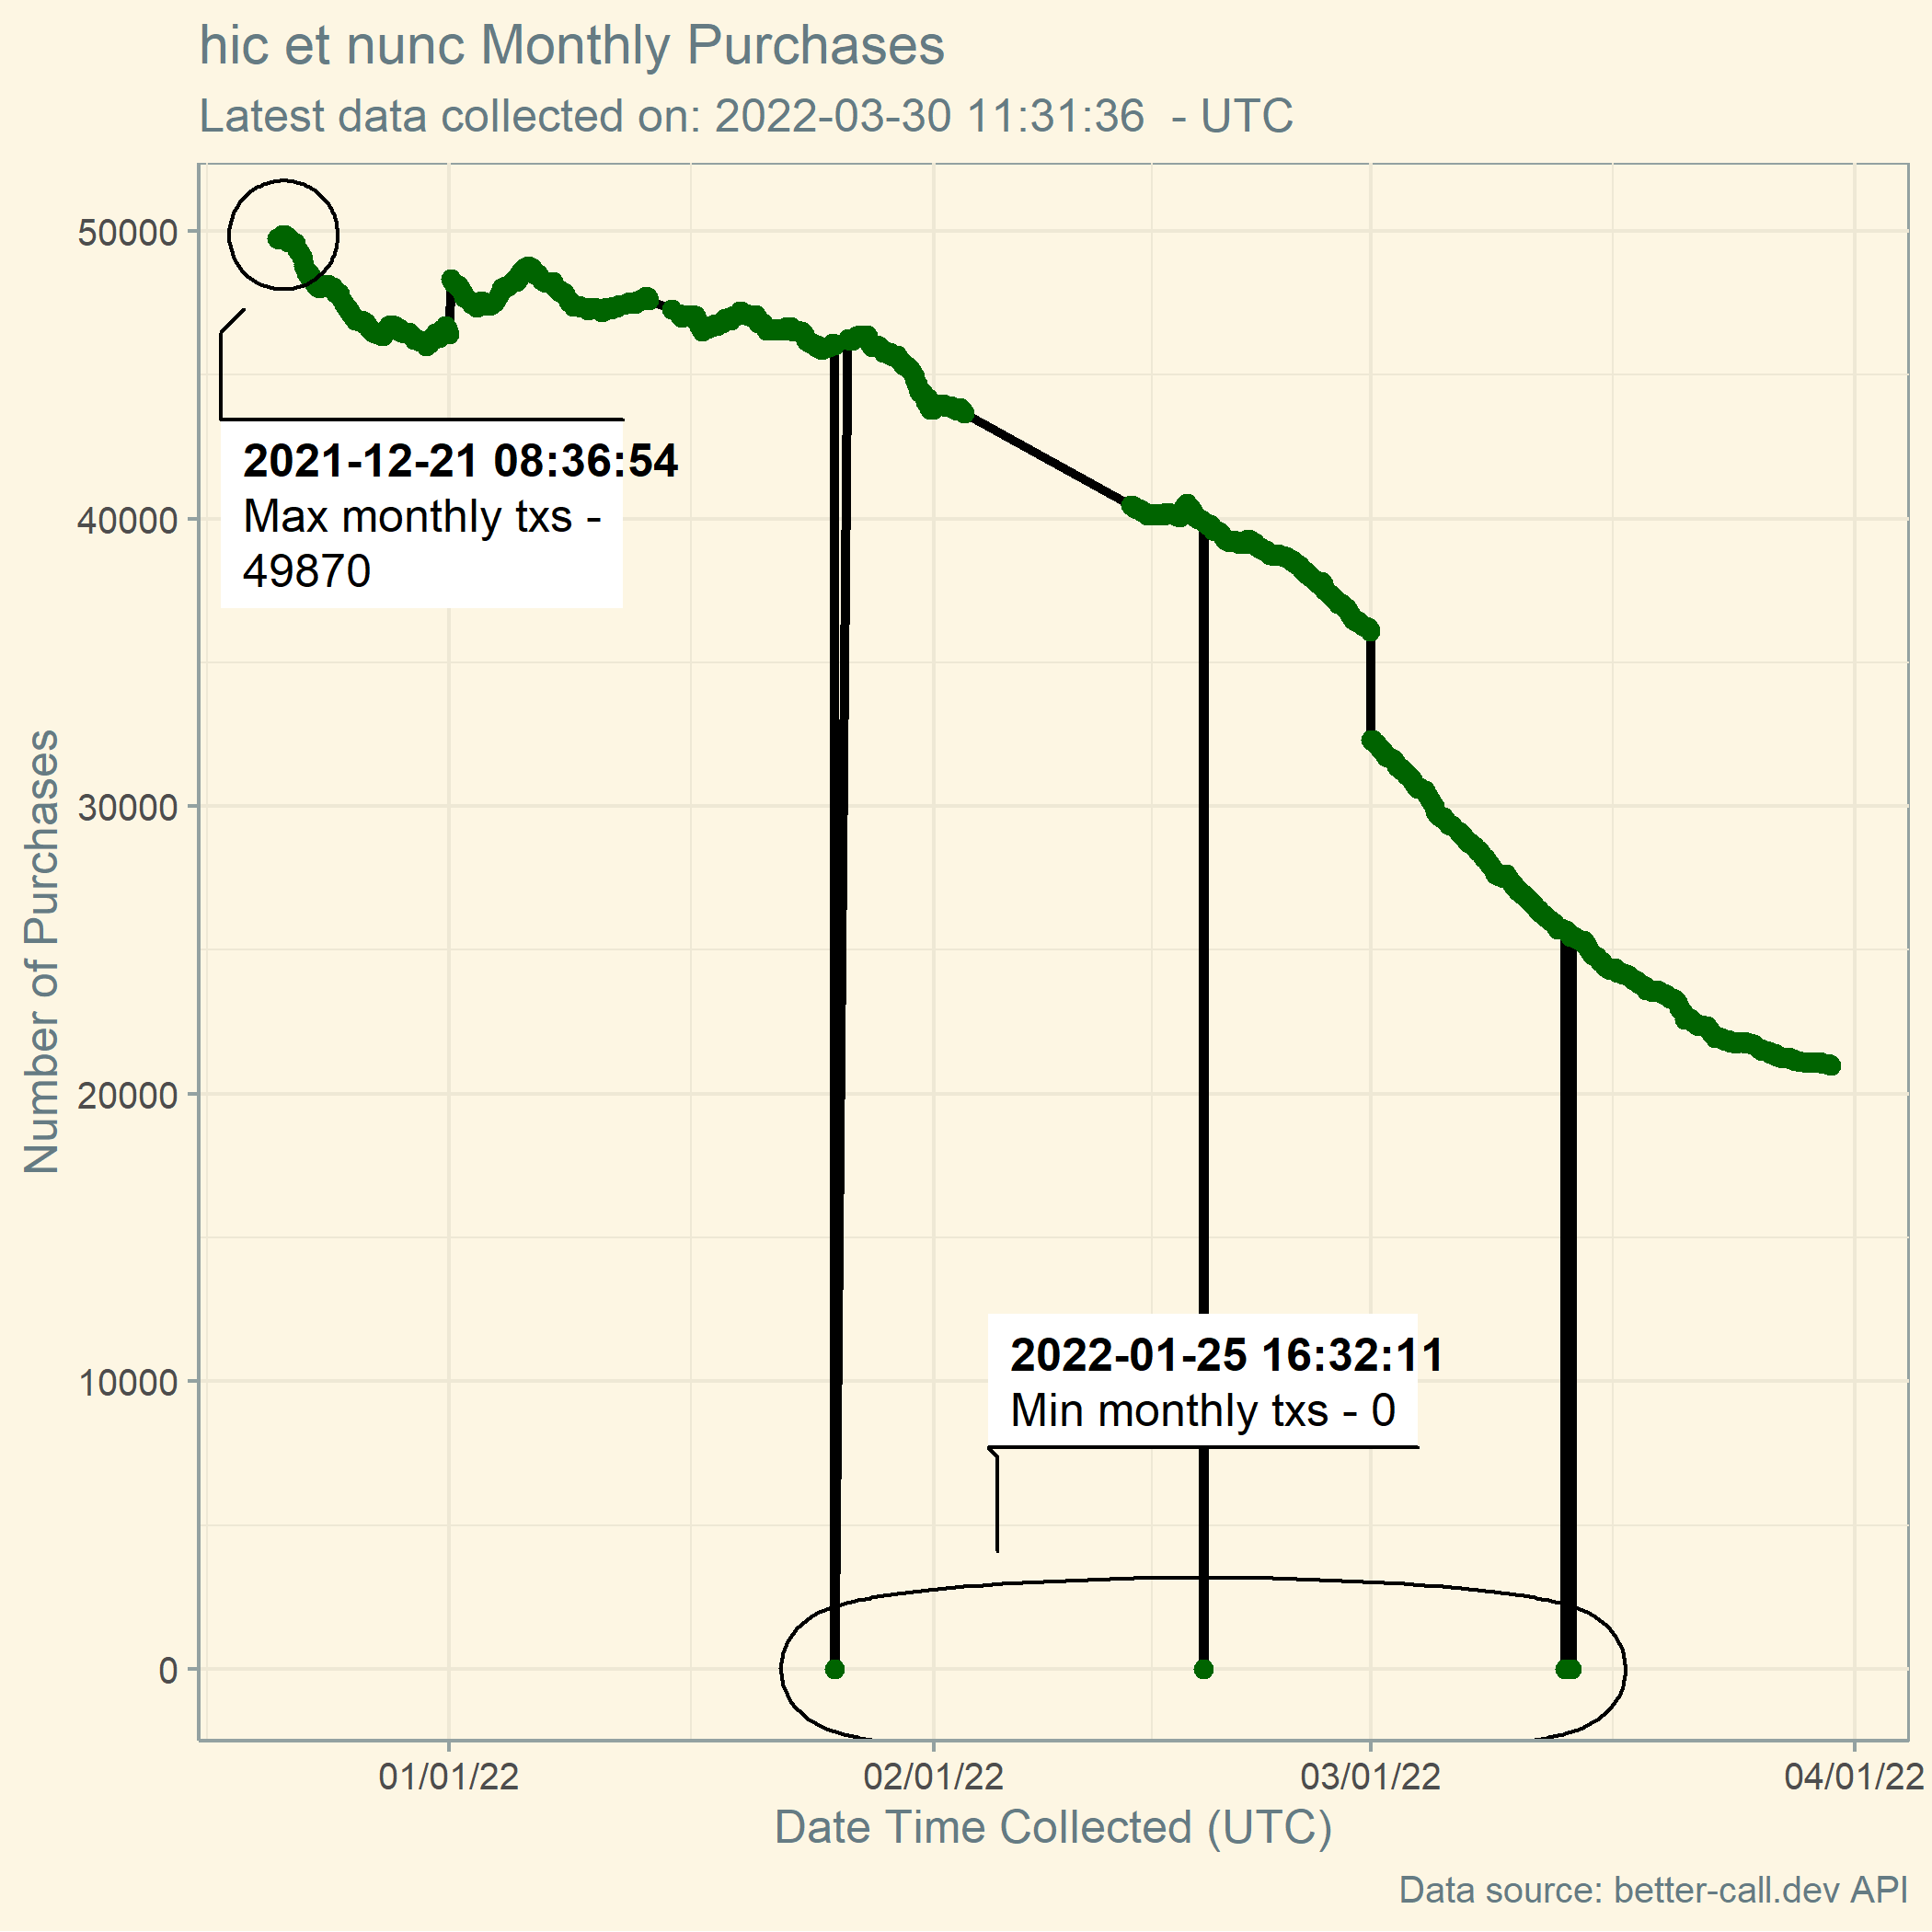 hic et nunc Monthly Purchases
Latest data collected on: 2022-03-30 11:31:36  - UTC
Number of Purchases
50000
40000
30000
20000
10000
0
2021-12-21 08:36:54
Max monthly txs -
49870
2022-01-25 16:32:11
Min monthly txs - 0
01/01/22
02/01/22
03/01/22
04/01/22
Date Time Collected (UTC)
Data source: better-call.dev API